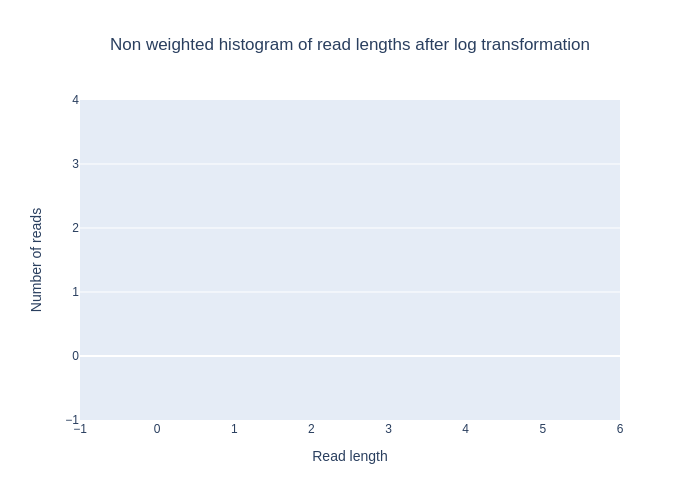 Non weighted histogram of read lengths after log transformation
4
3
2
1
0
−1
−1 0 1 2 3 4 5 6
Number of reads
Read length